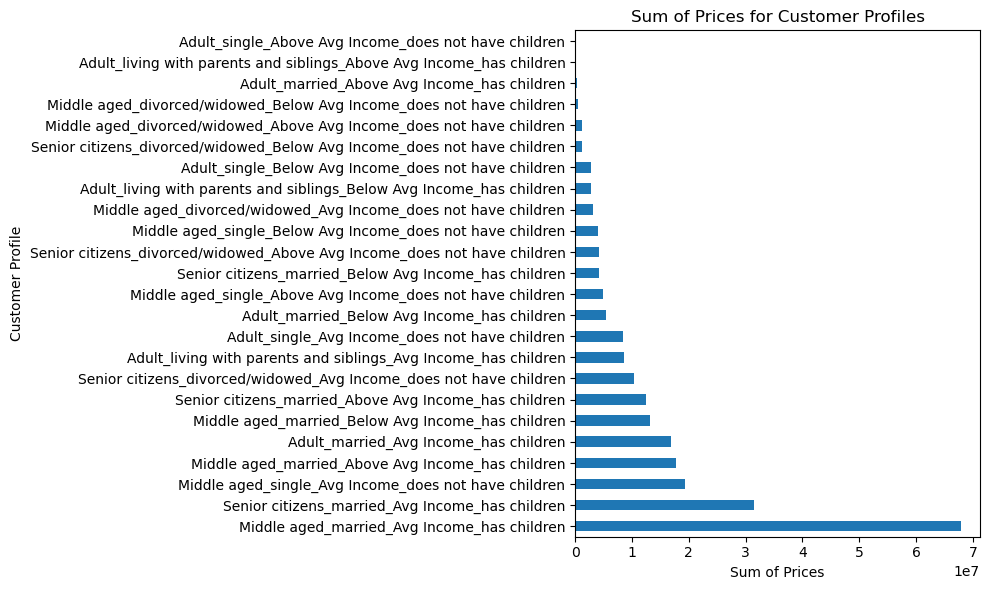 Sum of Prices for Customer Profiles
Customer Profile
Adult_single_Above Avg Income_does not have children
Adult_living with parents and siblings_Above Avg Income_has children
Adult_married_Above Avg Income_has children
Middle aged_divorced/widowed_Below Avg Income_does not have children
Middle aged_divorced/widowed_Above Avg Income_does not have children
Senior citizens_divorced/widowed_Below Avg Income_does not have children
Adult_single_Below Avg Income_does not have children
Adult_living with parents and siblings_Below Avg Income_has children
Middle aged_divorced/widowed_Avg Income_does not have children
Middle aged_single_Below Avg Income_does not have children
Senior citizens_divorced/widowed_Above Avg Income_does not have children
Senior citizens_married_Below Avg Income_has children
Middle aged_single_Above Avg Income_does not have children
Adult_married_Below Avg Income_has children
Adult_single_Avg Income_does not have children
Adult_living with parents and siblings_Avg Income_has children
Senior citizens_divorced/widowed_Avg Income_does not have children
Senior citizens_married_Above Avg Income_has children
Middle aged_married_Below Avg Income_has children
Adult_married_Avg Income_has children
Middle aged_married_Above Avg Income_has children
Middle aged_single_Avg Income_does not have children
Senior citizens_married_Avg Income_has children
Middle aged_married_Avg Income_has children
0 1 2 3 4 5 6 7
1e7
Sum of Prices